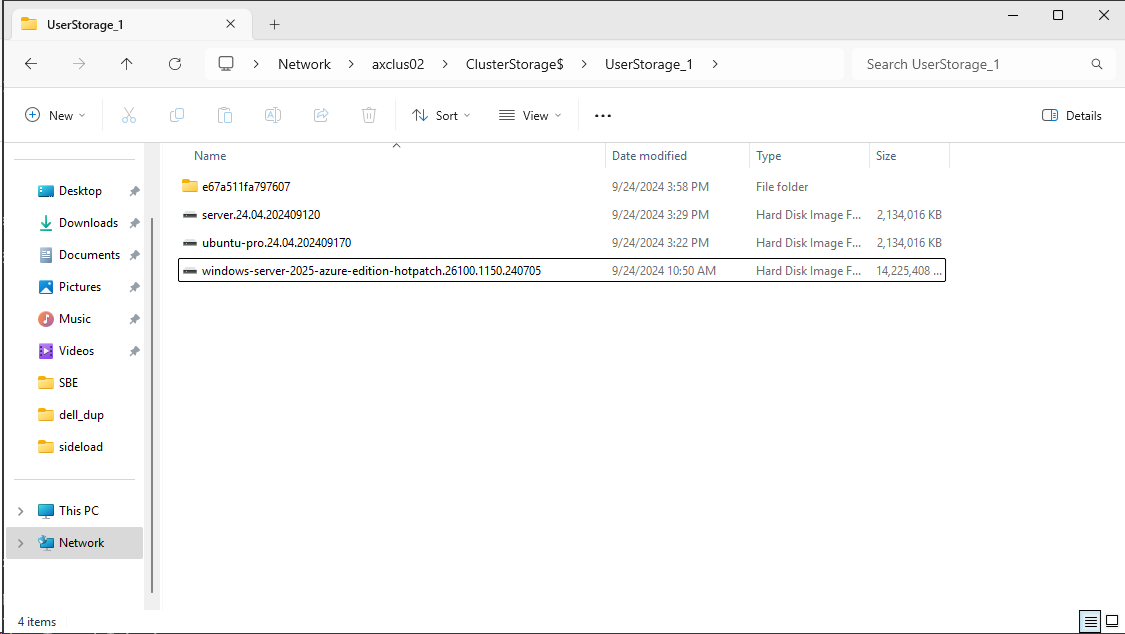 UserStorage_1
Network
axclus02
ClusterStorage$
UserStorage_1
Search UserStorage_1
New
Sort
View
Details
Name Date modified Type Size
e67a511fa797607 9/24/2024 3:58 PM File folder
server.24.04.202409120 9/24/2024 3:29 PM Hard Disk Image F... 2,134,016 KB
ubuntu-pro.24.04.202409170 9/24/2024 3:22 PM Hard Disk Image F... 2,134,016 KB
windows-server-2025-azure-edition-hotpatch.26100.1150.240705 9/24/2024 10:50 AM Hard Disk Image F... 14,225,408 ...
Desktop
Downloads
Documents
Pictures
Music
Videos
SBE
dell_dup
sideload
This PC
Network
4 items